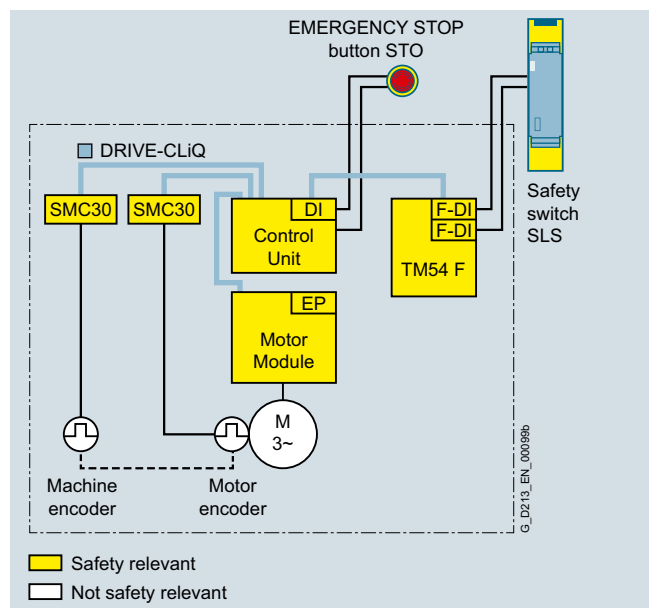 EMERGENCY STOP
button STO
DRIVE-CLiQ
SMC30
SMC30
DI
Control
Unit
F-DI
F-DI
TM54 F
Safety
switch
SLS
EP
Motor
Module
M
3~
Machine
encoder
Motor
encoder
G_D213_EN_00099b
Safety relevant
Not safety relevant